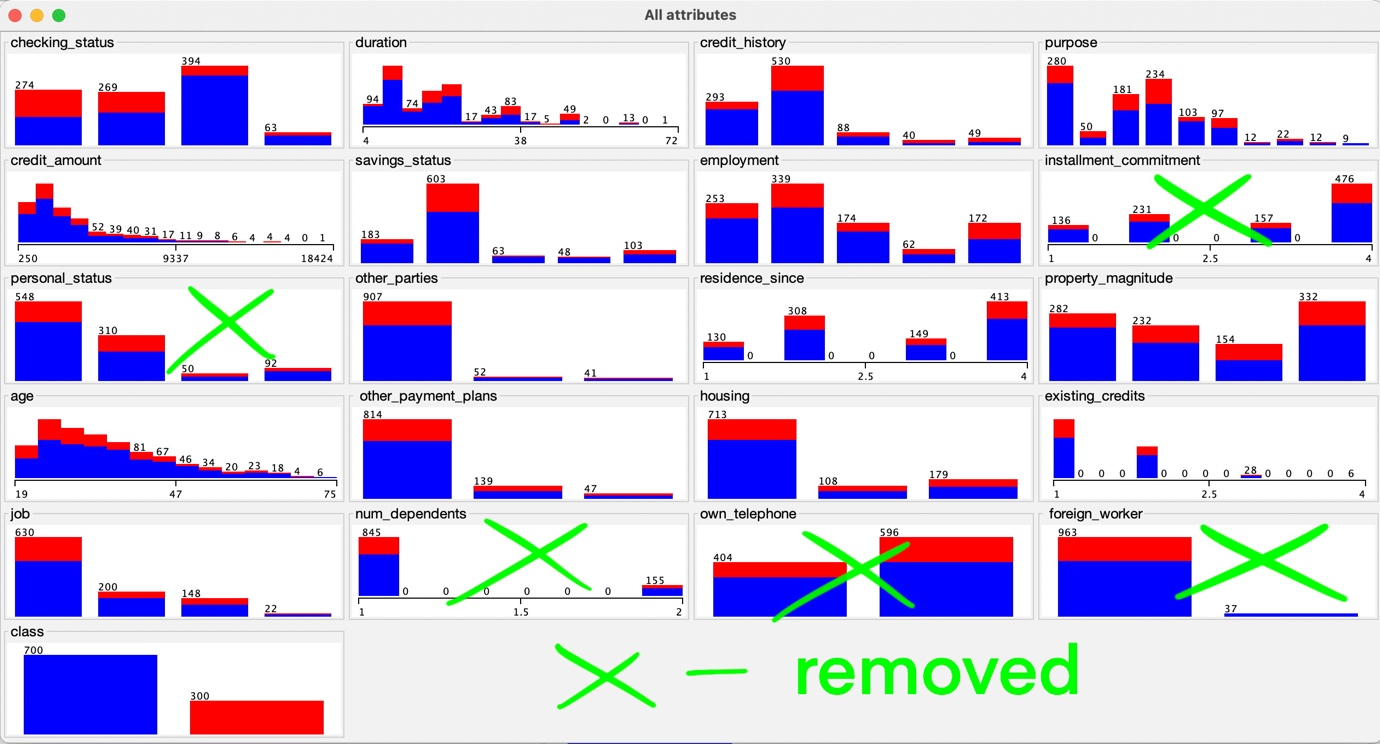 All attributes
checking_status
274 269 394 63
duration
94 74 17 43 83 17 5 49 2 0 13 0 1
4 38 72
credit_history
293 530 88 40 49
purpose
280 50 181 234 103 97 12 22 12 9
credit_amount
52 39 40 31 17 11 9 8 6 4 4 4 0 1
250 9337 18424
savings_status
183 603 63 48 103
employment
253 339 174 62 172
installment_commitment
136 0 231 0 0 157 0 476
1 2.5 4
personal_status
548 310 50 92
other_parties
907 52 41
residence_since
130 0 308 0 0 149 0 413
1 2.5 4
property_magnitude
282 232 154 332
age
81 67 46 34 20 23 18 4 6
19 47 75
other_payment_plans
814 139 47
housing
713 108 179
existing_credits
0 0 0 0 0 0 0 28 0 0 0 0 6
1 2.5 4
job
630 200 148 22
num_dependents
845 0 0 0 0 0 0 155
1 1.5 2
own_telephone
404 596
foreign_worker
963 37
class
700 300
— removed